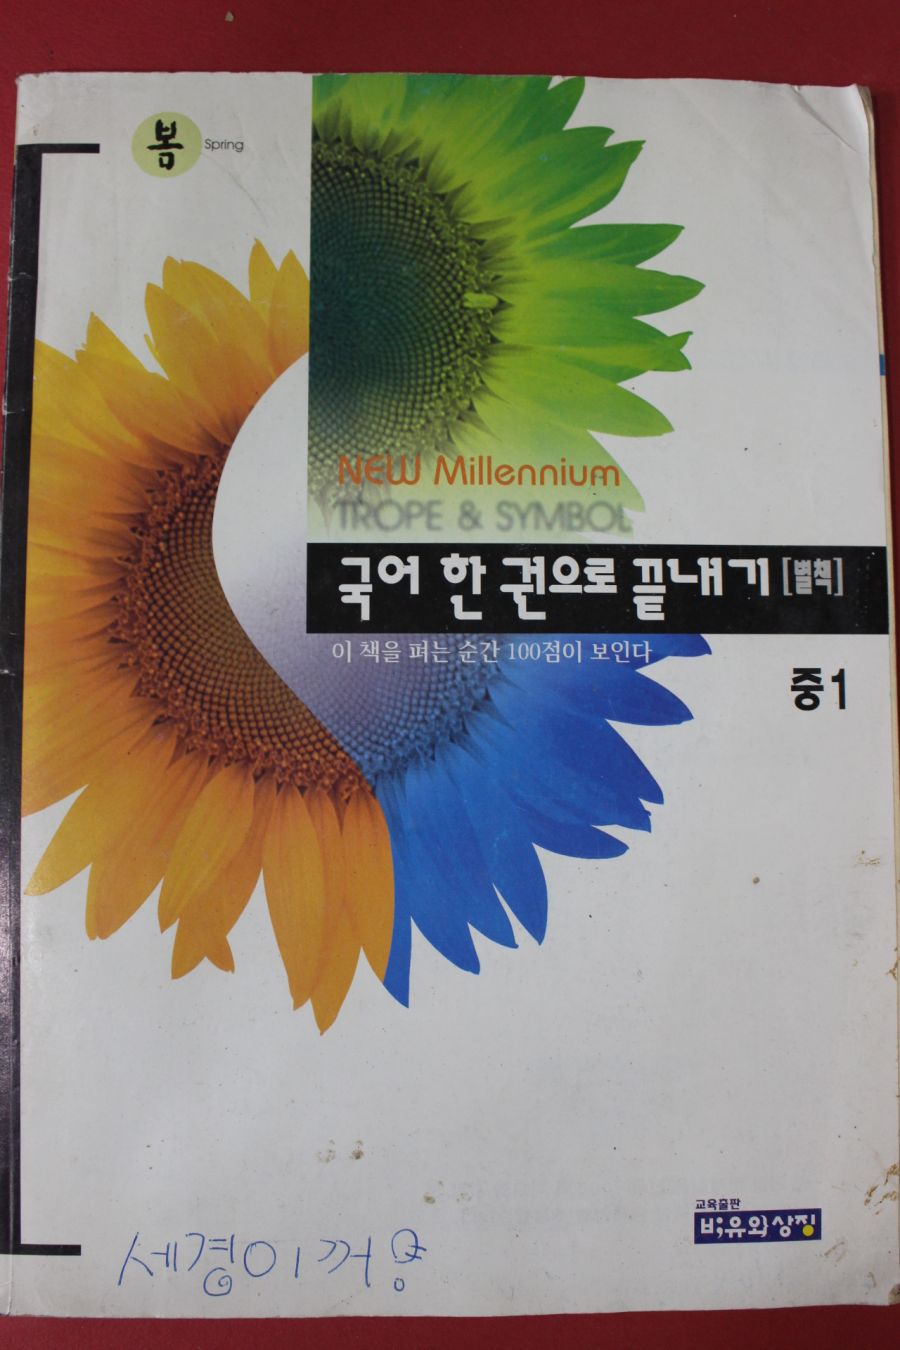 봄 Spring
NEW Millennium
TROPE & SYMBOL
국어 한 권으로 끝내기 [별책]
이 책을 펴는 순간 100점이 보인다
중1
교육출판
비유와상징
세경이꺼용